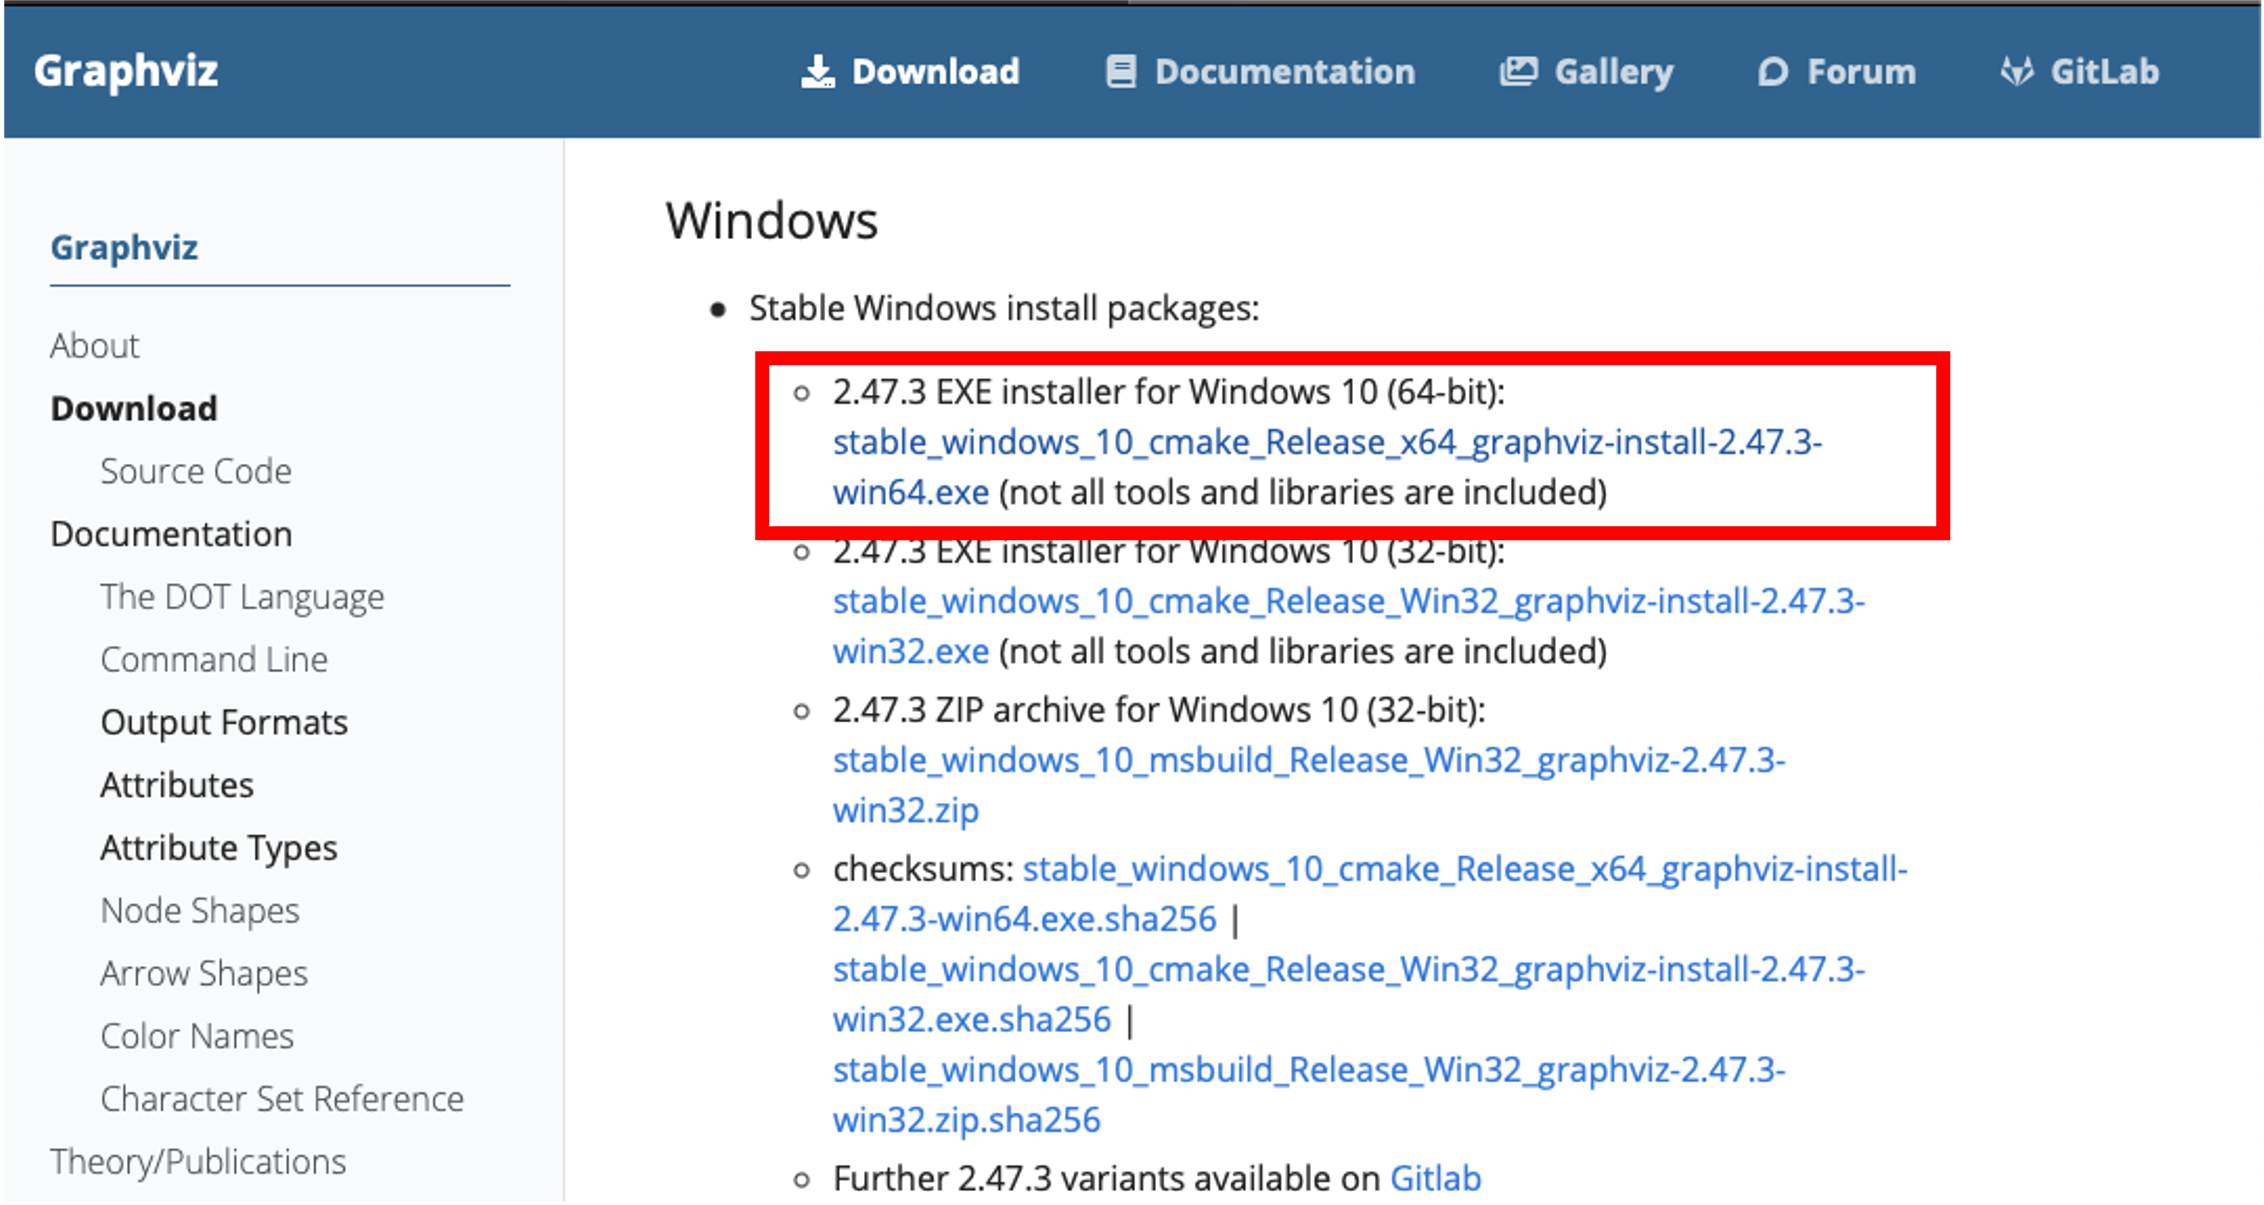 Graphviz
Download
Documentation
Gallery
Forum
GitLab
Graphviz
About
Download
Source Code
Documentation
The DOT Language
Command Line
Output Formats
Attributes
Attribute Types
Node Shapes
Arrow Shapes
Color Names
Character Set Reference
Theory/Publications
Windows
Stable Windows install packages:
2.47.3 EXE installer for Windows 10 (64-bit):
stable_windows_10_cmake_Release_x64_graphviz-install-2.47.3-
win64.exe (not all tools and libraries are included)
2.47.3 EXE installer for Windows 10 (32-bit):
stable_windows_10_cmake_Release_Win32_graphviz-install-2.47.3-
win32.exe (not all tools and libraries are included)
2.47.3 ZIP archive for Windows 10 (32-bit):
stable_windows_10_msbuild_Release_Win32_graphviz-2.47.3-
win32.zip
checksums: stable_windows_10_cmake_Release_x64_graphviz-install-
2.47.3-win64.exe.sha256 |
stable_windows_10_cmake_Release_Win32_graphviz-install-2.47.3-
win32.exe.sha256 |
stable_windows_10_msbuild_Release_Win32_graphviz-2.47.3-
win32.zip.sha256
Further 2.47.3 variants available on Gitlab